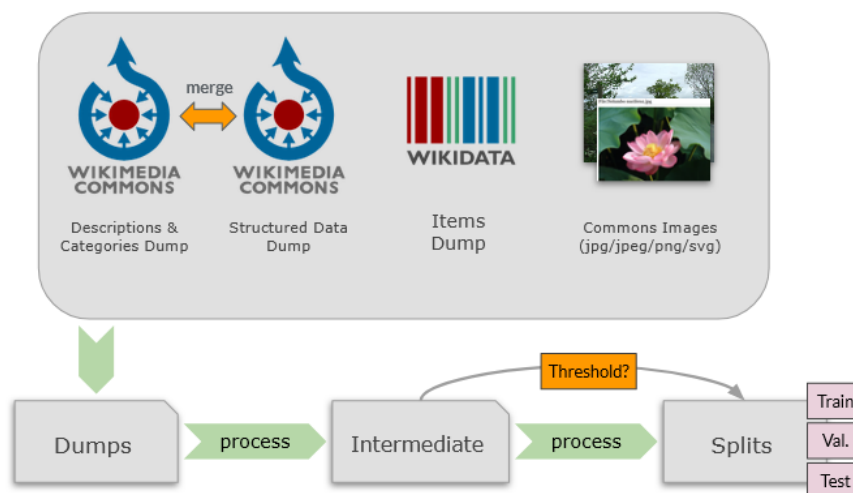 merge
WIKIMEDIA
COMMONS
WIKIMEDIA
COMMONS
WIKIDATA
Descriptions &
Categories Dump
Structured Data
Dump
Items
Dump
Commons Images
(jpg/jpeg/png/svg)
Threshold?
Dumps
process
Intermediate
process
Splits
Train
Val.
Test